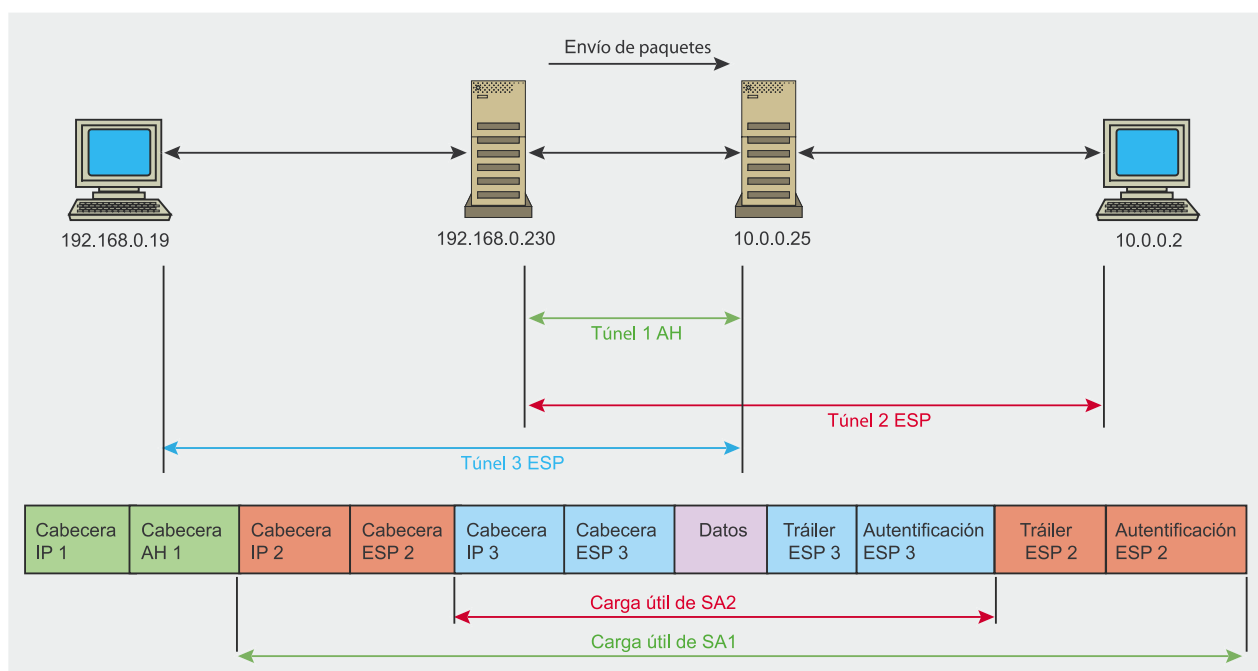 Envío de paquetes
192.168.0.19
192.168.0.230
10.0.0.25
10.0.0.2
Túnel 1 AH
Túnel 2 ESP
Túnel 3 ESP
Cabecera
IP 1
Cabecera
AH 1
Cabecera
IP 2
Cabecera
ESP 2
Cabecera
IP 3
Cabecera
ESP 3
Datos
Tráiler
ESP 3
Autentificación
ESP 3
Tráiler
ESP 2
Autentificación
ESP 2
Carga útil de SA2
Carga útil de SA1